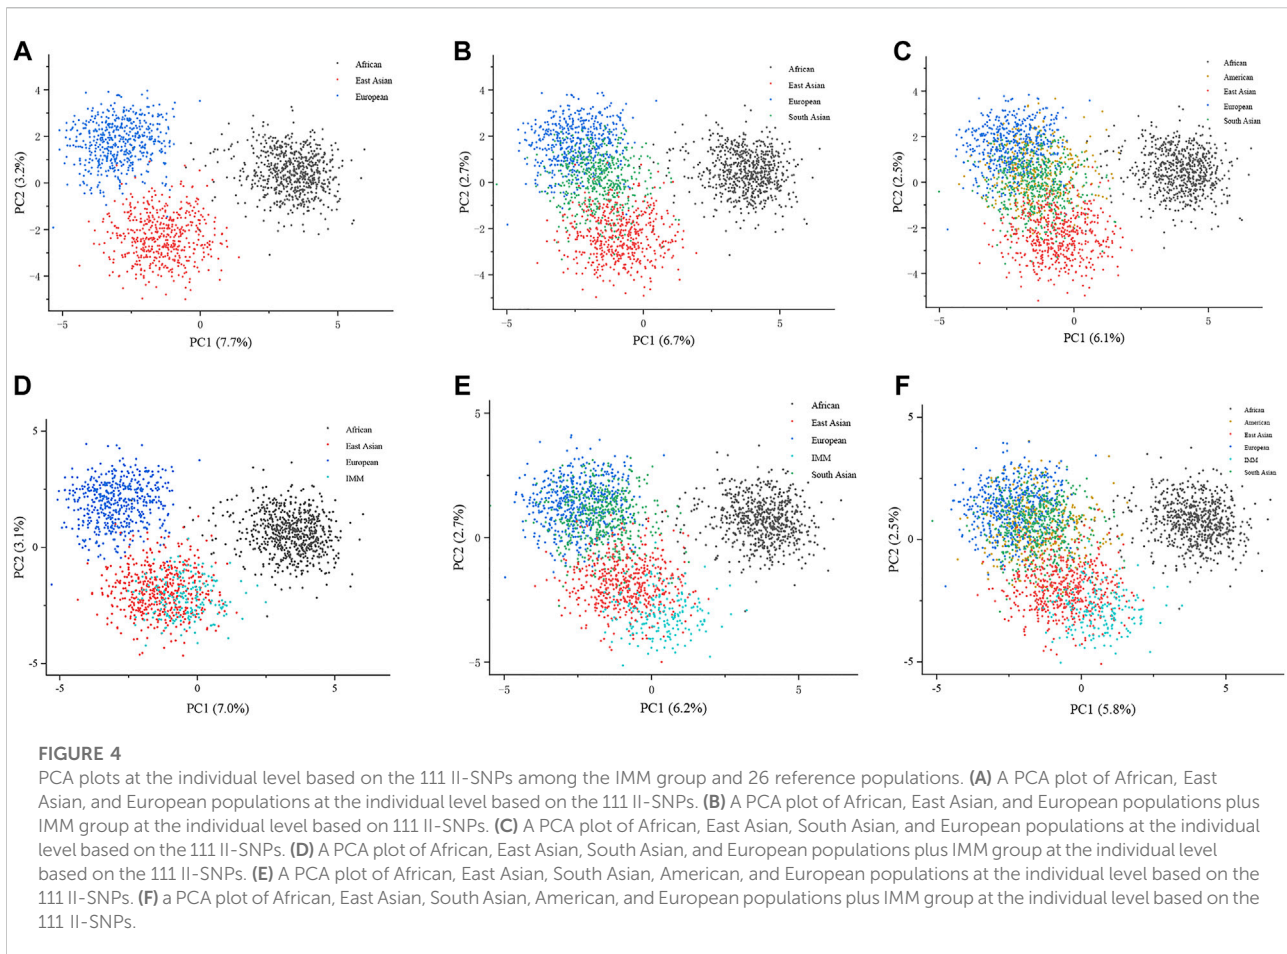 A
African
East Asian
European
4
2
0
−2
−4
PC2 (3.2%)
−5
0
5
PC1 (7.7%)
B
African
East Asian
European
South Asian
4
2
0
−2
−4
PC2 (2.7%)
−5
0
5
PC1 (6.7%)
C
African
American
East Asian
European
South Asian
4
2
0
−2
−4
PC2 (2.5%)
−5
0
5
PC1 (6.1%)
D
African
East Asian
European
IMM
5
0
-5
PC2 (3.1%)
-5
0
5
PC1 (7.0%)
E
African
East Asian
European
IMM
South Asian
5
0
−5
PC2 (2.7%)
−5
0
5
PC1 (6.2%)
F
African
American
East Asian
European
IMM
South Asian
5
0
-5
PC2 (2.5%)
-5
0
5
PC1 (5.8%)
FIGURE 4
PCA plots at the individual level based on the 111 II-SNPs among the IMM group and 26 reference populations. (A) A PCA plot of African, East
Asian, and European populations at the individual level based on the 111 II-SNPs. (B) A PCA plot of African, East Asian, and European populations plus
IMM group at the individual level based on 111 II-SNPs. (C) A PCA plot of African, East Asian, South Asian, and European populations at the individual
level based on the 111 II-SNPs. (D) A PCA plot of African, East Asian, South Asian, and European populations plus IMM group at the individual level
based on the 111 II-SNPs. (E) A PCA plot of African, East Asian, South Asian, American, and European populations at the individual level based on the
111 II-SNPs. (F) a PCA plot of African, East Asian, South Asian, American, and European populations plus IMM group at the individual level based on the
111 II-SNPs.